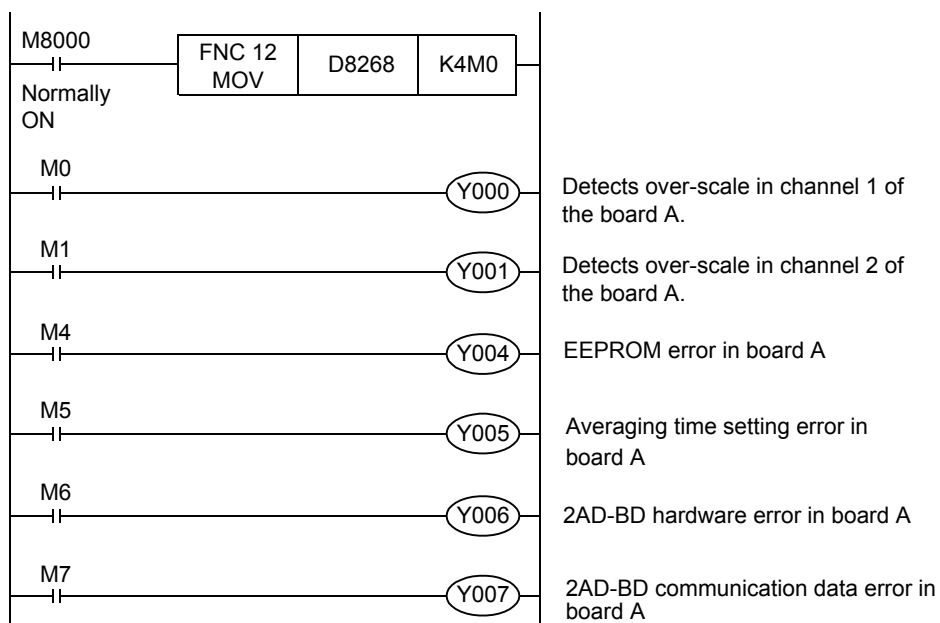 M8000
FNC 12
MOV
D8268
K4M0
Normally
ON
M0
Y000
Detects over-scale in channel 1 of
the board A.
M1
Y001
Detects over-scale in channel 2 of
the board A.
M4
Y004
EEPROM error in board A
M5
Y005
Averaging time setting error in
board A
M6
Y006
2AD-BD hardware error in board A
M7
Y007
2AD-BD communication data error in
board A